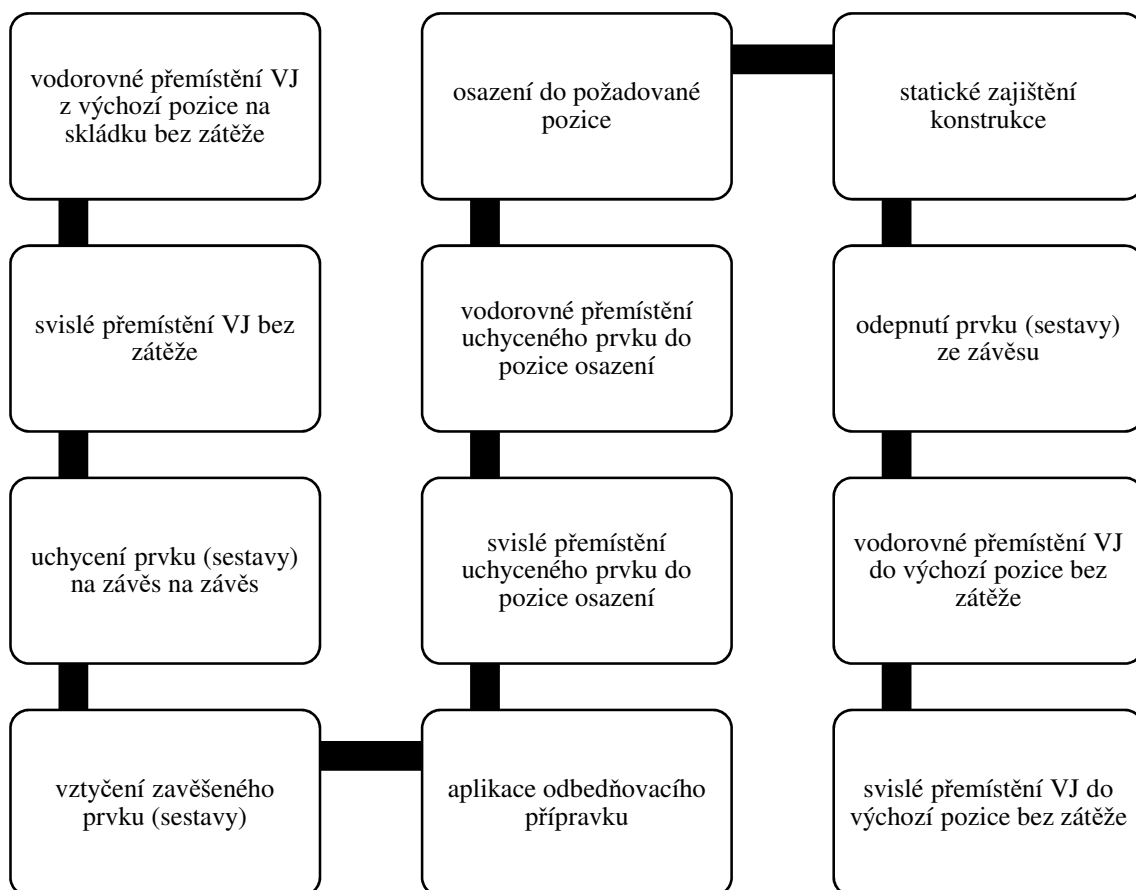 vodorovné přemístění VJ
z výchozí pozice na
skládku bez zátěže
svislé přemístění VJ bez
zátěže
uchycení prvku (sestavy)
na závěs na závěs
vztyčení zavěšeného
prvku (sestavy)
aplikace odbedňovacího
přípravku
svislé přemístění
uchyceného prvku do
pozice osazení
vodorovné přemístění
uchyceného prvku do
pozice osazení
osazení do požadované
pozice
statické zajištění
konstrukce
odepnutí prvku (sestavy)
ze závěsu
vodorovné přemístění VJ
do výchozí pozice bez
zátěže
svislé přemístění VJ do
výchozí pozice bez zátěže